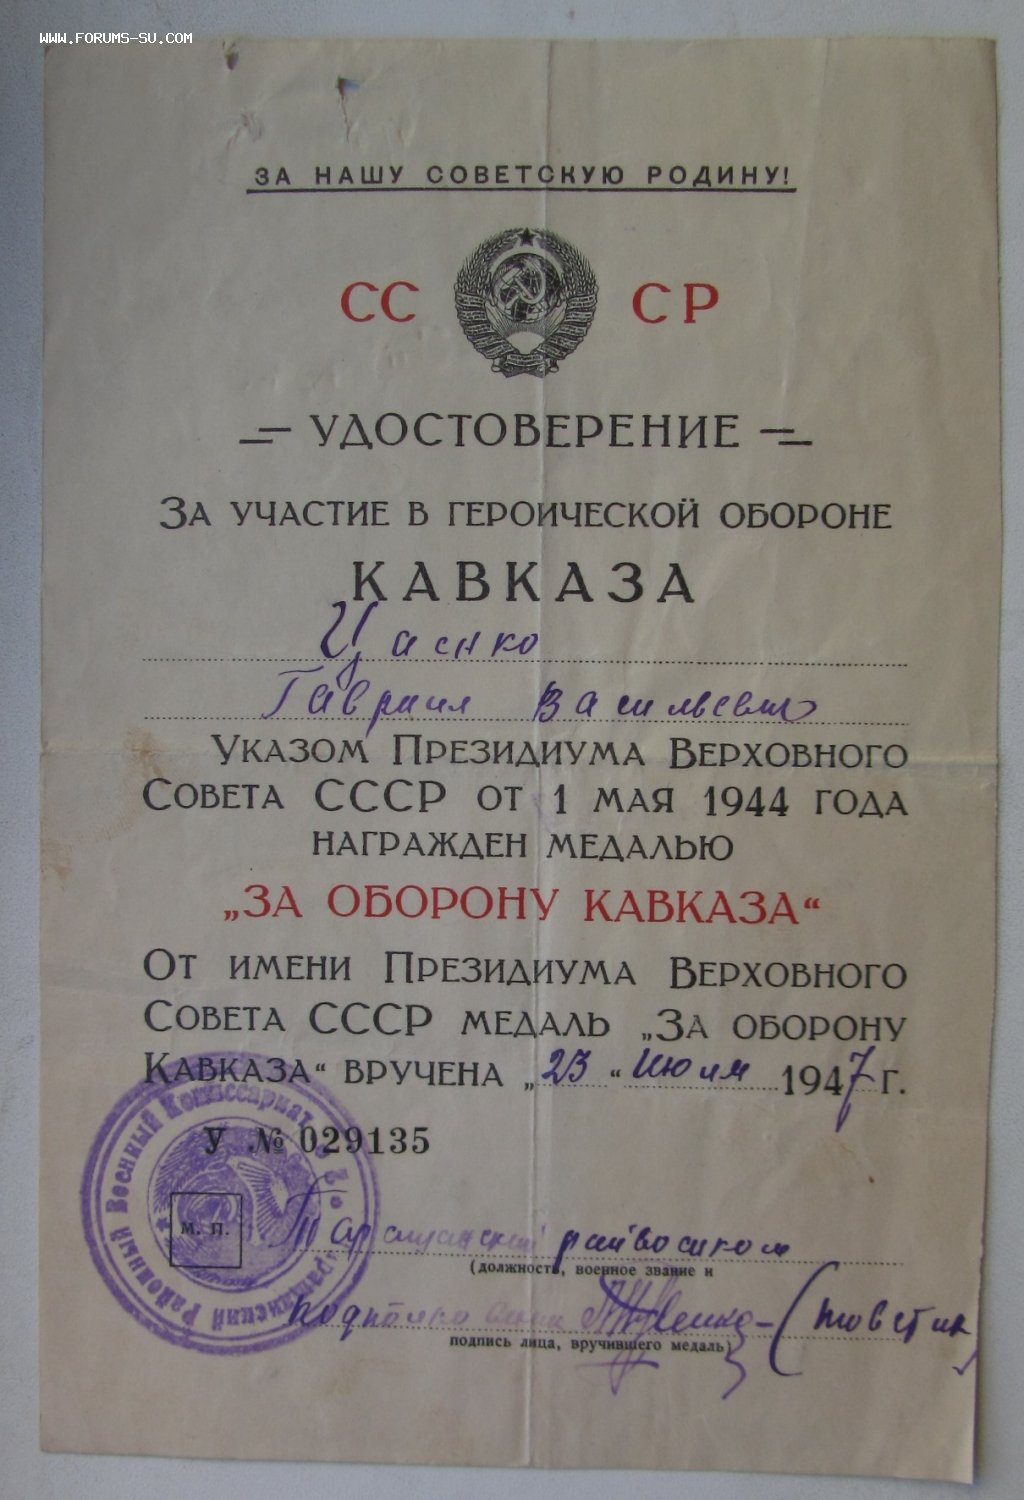 WWW.FORUMS-SU.COM
ЗА НАШУ СОВЕТСКУЮ РОДИНУ!
СС СР
УДОСТОВЕРЕНИЕ
ЗА УЧАСТИЕ В ГЕРОИЧЕСКОЙ ОБОРОНЕ
КАВКАЗА
Цаенко
Гавриил Васильевич
УКАЗОМ ПРЕЗИДИУМА ВЕРХОВНОГО
СОВЕТА СССР ОТ 1 МАЯ 1944 ГОДА
НАГРАЖДЕН МЕДАЛЬЮ
„ЗА ОБОРОНУ КАВКАЗА“
ОТ ИМЕНИ ПРЕЗИДИУМА ВЕРХОВНОГО
СОВЕТА СССР МЕДАЛЬ „ЗА ОБОРОНУ
КАВКАЗА“ ВРУЧЕНА „23“ Июля 1947 г.
У № 029135
Районный Военный Комиссариат
м. п.
Таращанский райвоенком
(должность, военное звание и
подполковник
подпись лица, вручившего медаль)